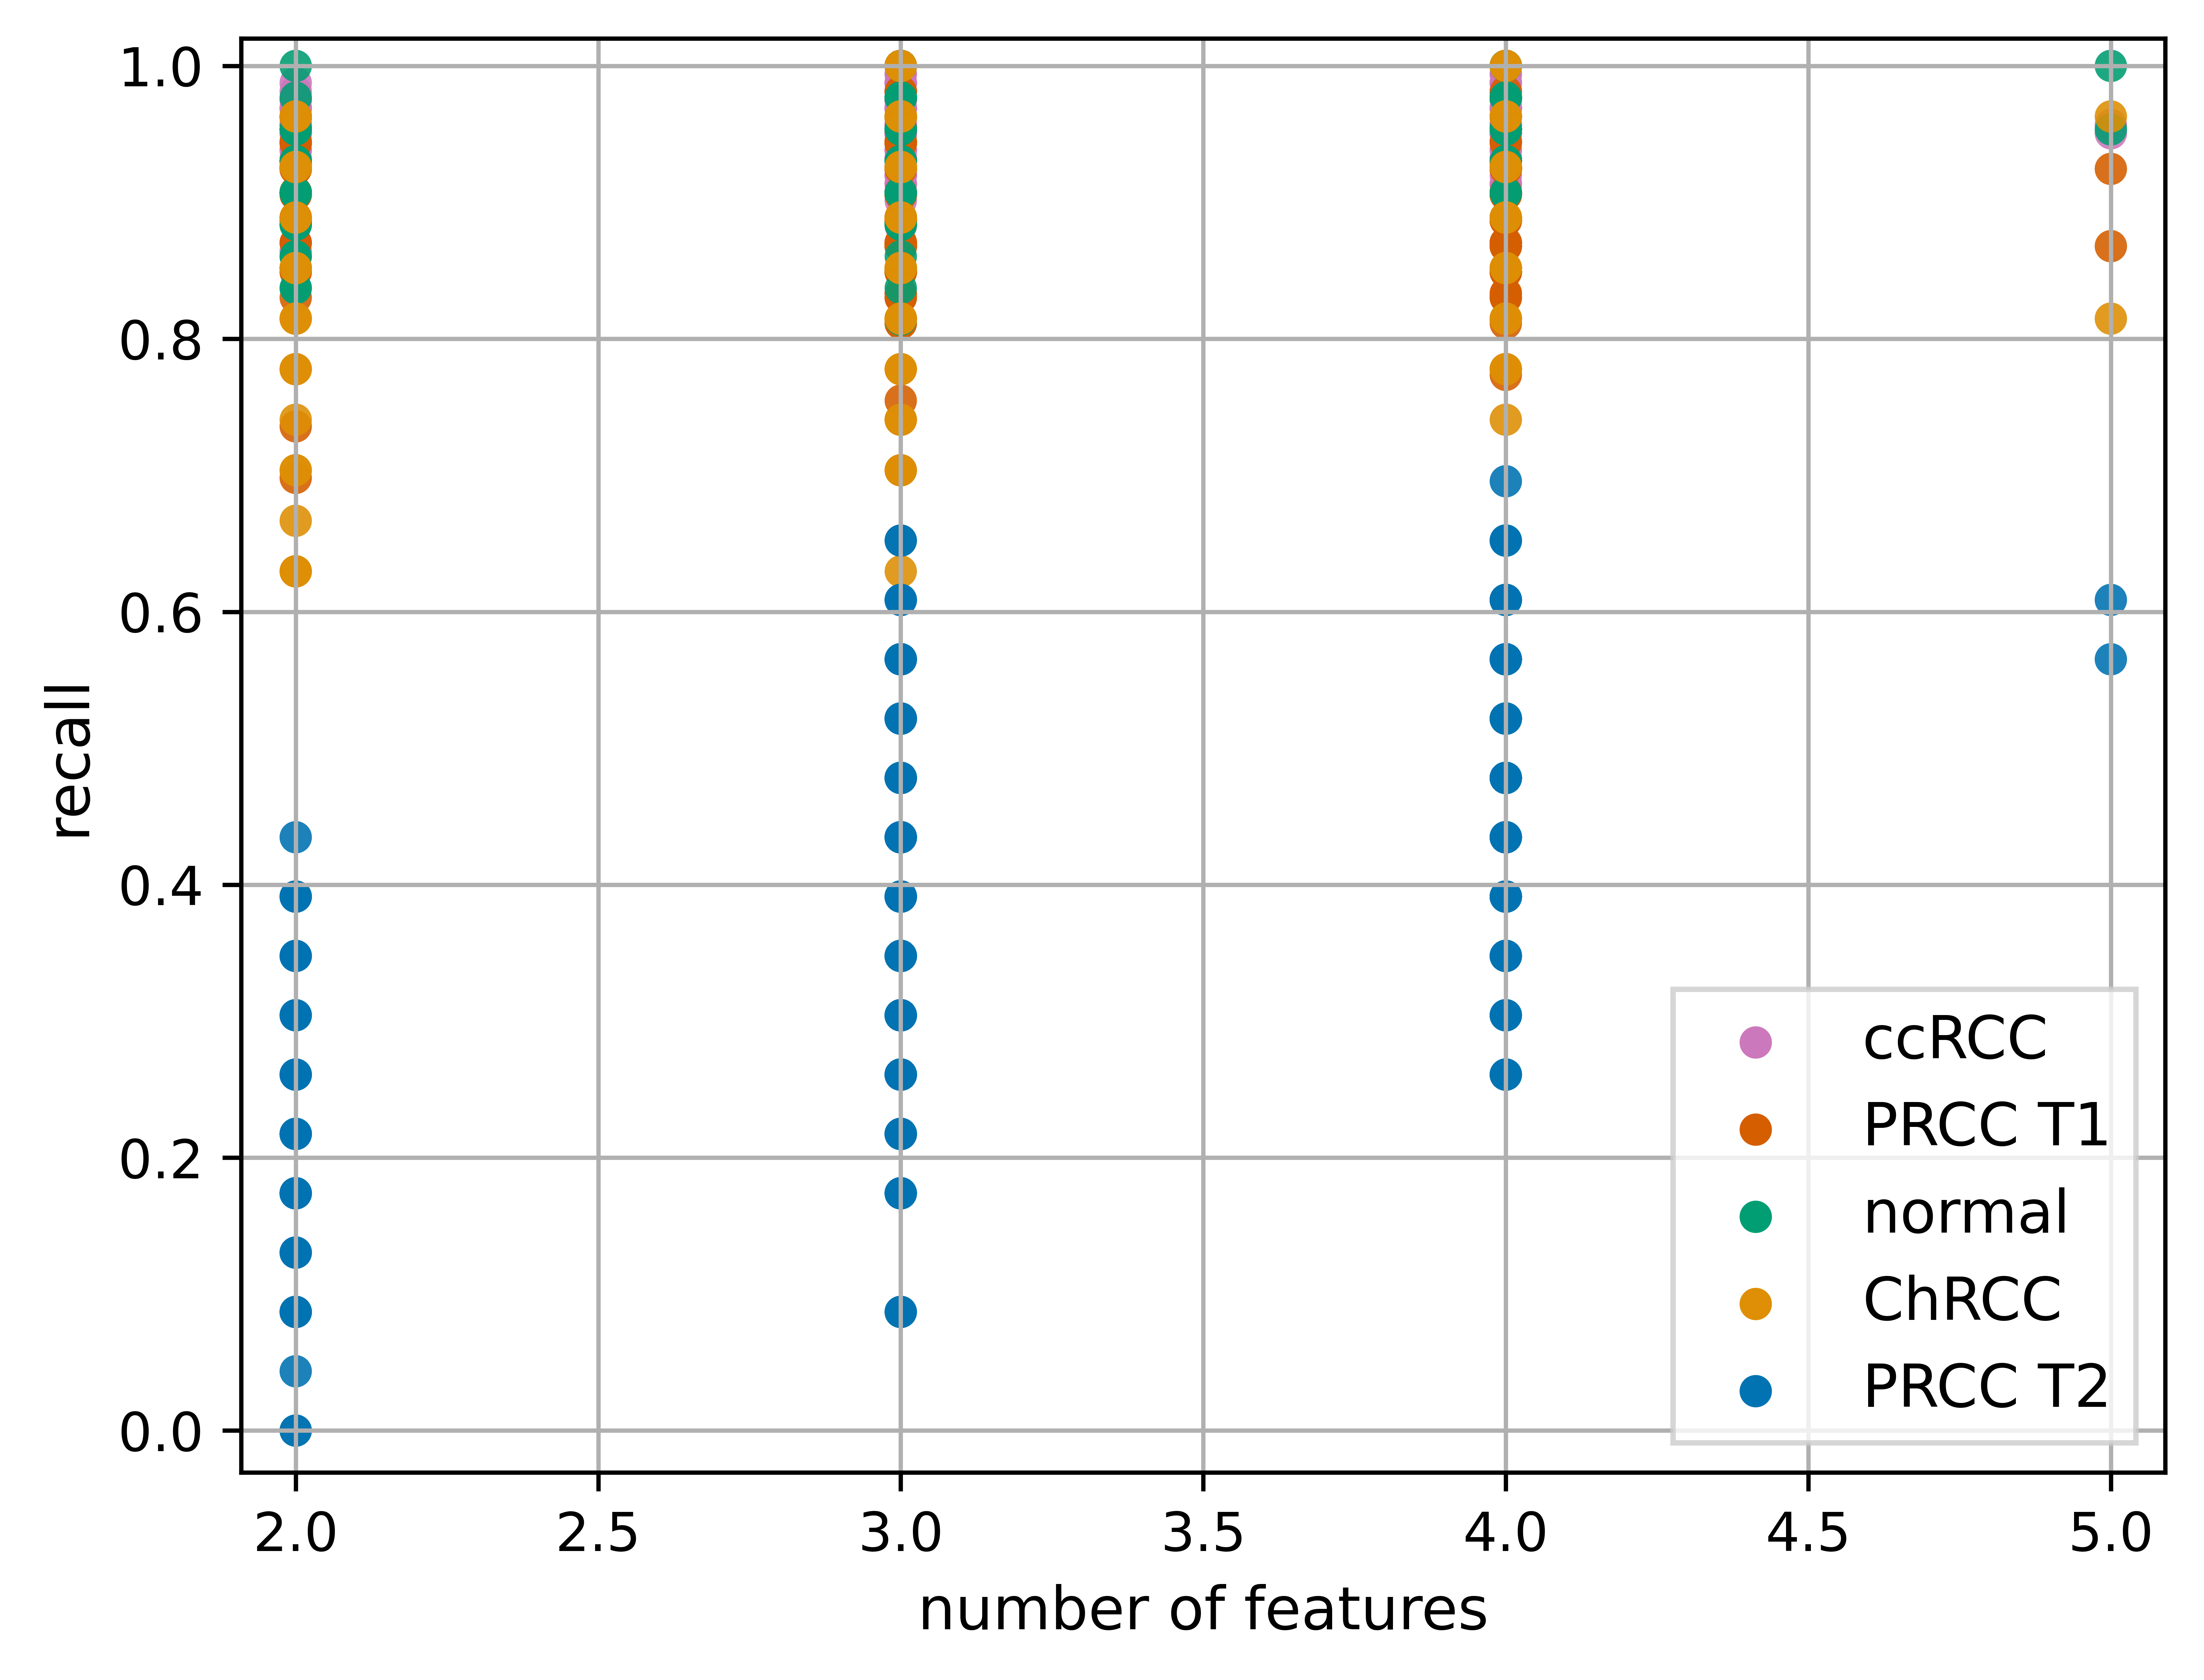 1.0
0.8
0.6
0.4
0.2
0.0
recall
2.0 2.5 3.0 3.5 4.0 4.5 5.0
number of features
ccRCC
PRCC T1
normal
ChRCC
PRCC T2